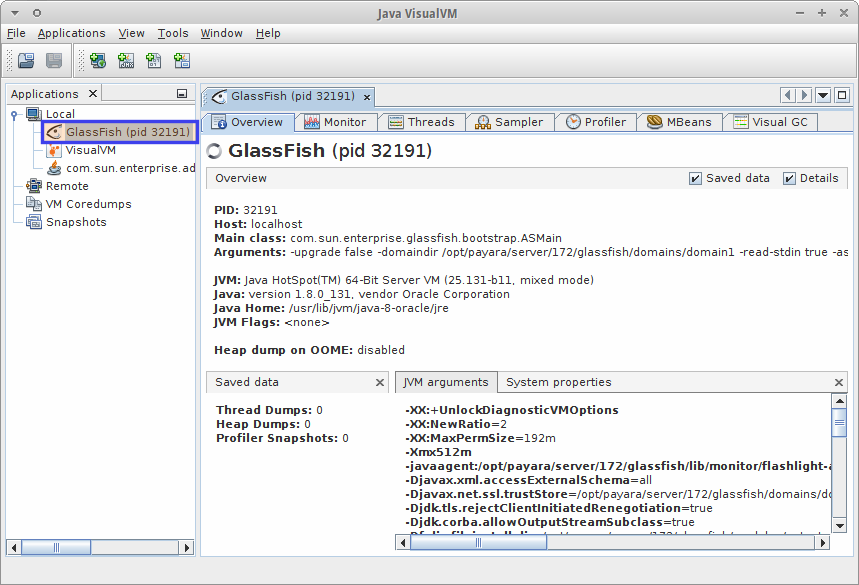 Java VisualVM
File Applications View Tools Window Help
Applications
Local
GlassFish (pid 32191)
VisualVM
com.sun.enterprise.ad
Remote
VM Coredumps
Snapshots
GlassFish (pid 32191)
Overview Monitor Threads Sampler Profiler MBeans Visual GC
GlassFish (pid 32191)
Overview Saved data Details
PID: 32191
Host: localhost
Main class: com.sun.enterprise.glassfish.bootstrap.ASMain
Arguments: -upgrade false -domaindir /opt/payara/server/172/glassfish/domains/domain1 -read-stdin true -as
JVM: Java HotSpot(TM) 64-Bit Server VM (25.131-b11, mixed mode)
Java: version 1.8.0_131, vendor Oracle Corporation
Java Home: /usr/lib/jvm/java-8-oracle/jre
JVM Flags: <none>
Heap dump on OOME: disabled
Saved data
Thread Dumps: 0
Heap Dumps: 0
Profiler Snapshots: 0
JVM arguments System properties
-XX:+UnlockDiagnosticVMOptions
-XX:NewRatio=2
-XX:MaxPermSize=192m
-Xmx512m
-javaagent:/opt/payara/server/172/glassfish/lib/monitor/flashlight-a
-Djavax.xml.accessExternalSchema=all
-Djavax.net.ssl.trustStore=/opt/payara/server/172/glassfish/domains/do
-Djdk.tls.rejectClientInitiatedRenegotiation=true
-Djdk.corba.allowOutputStreamSubclass=true